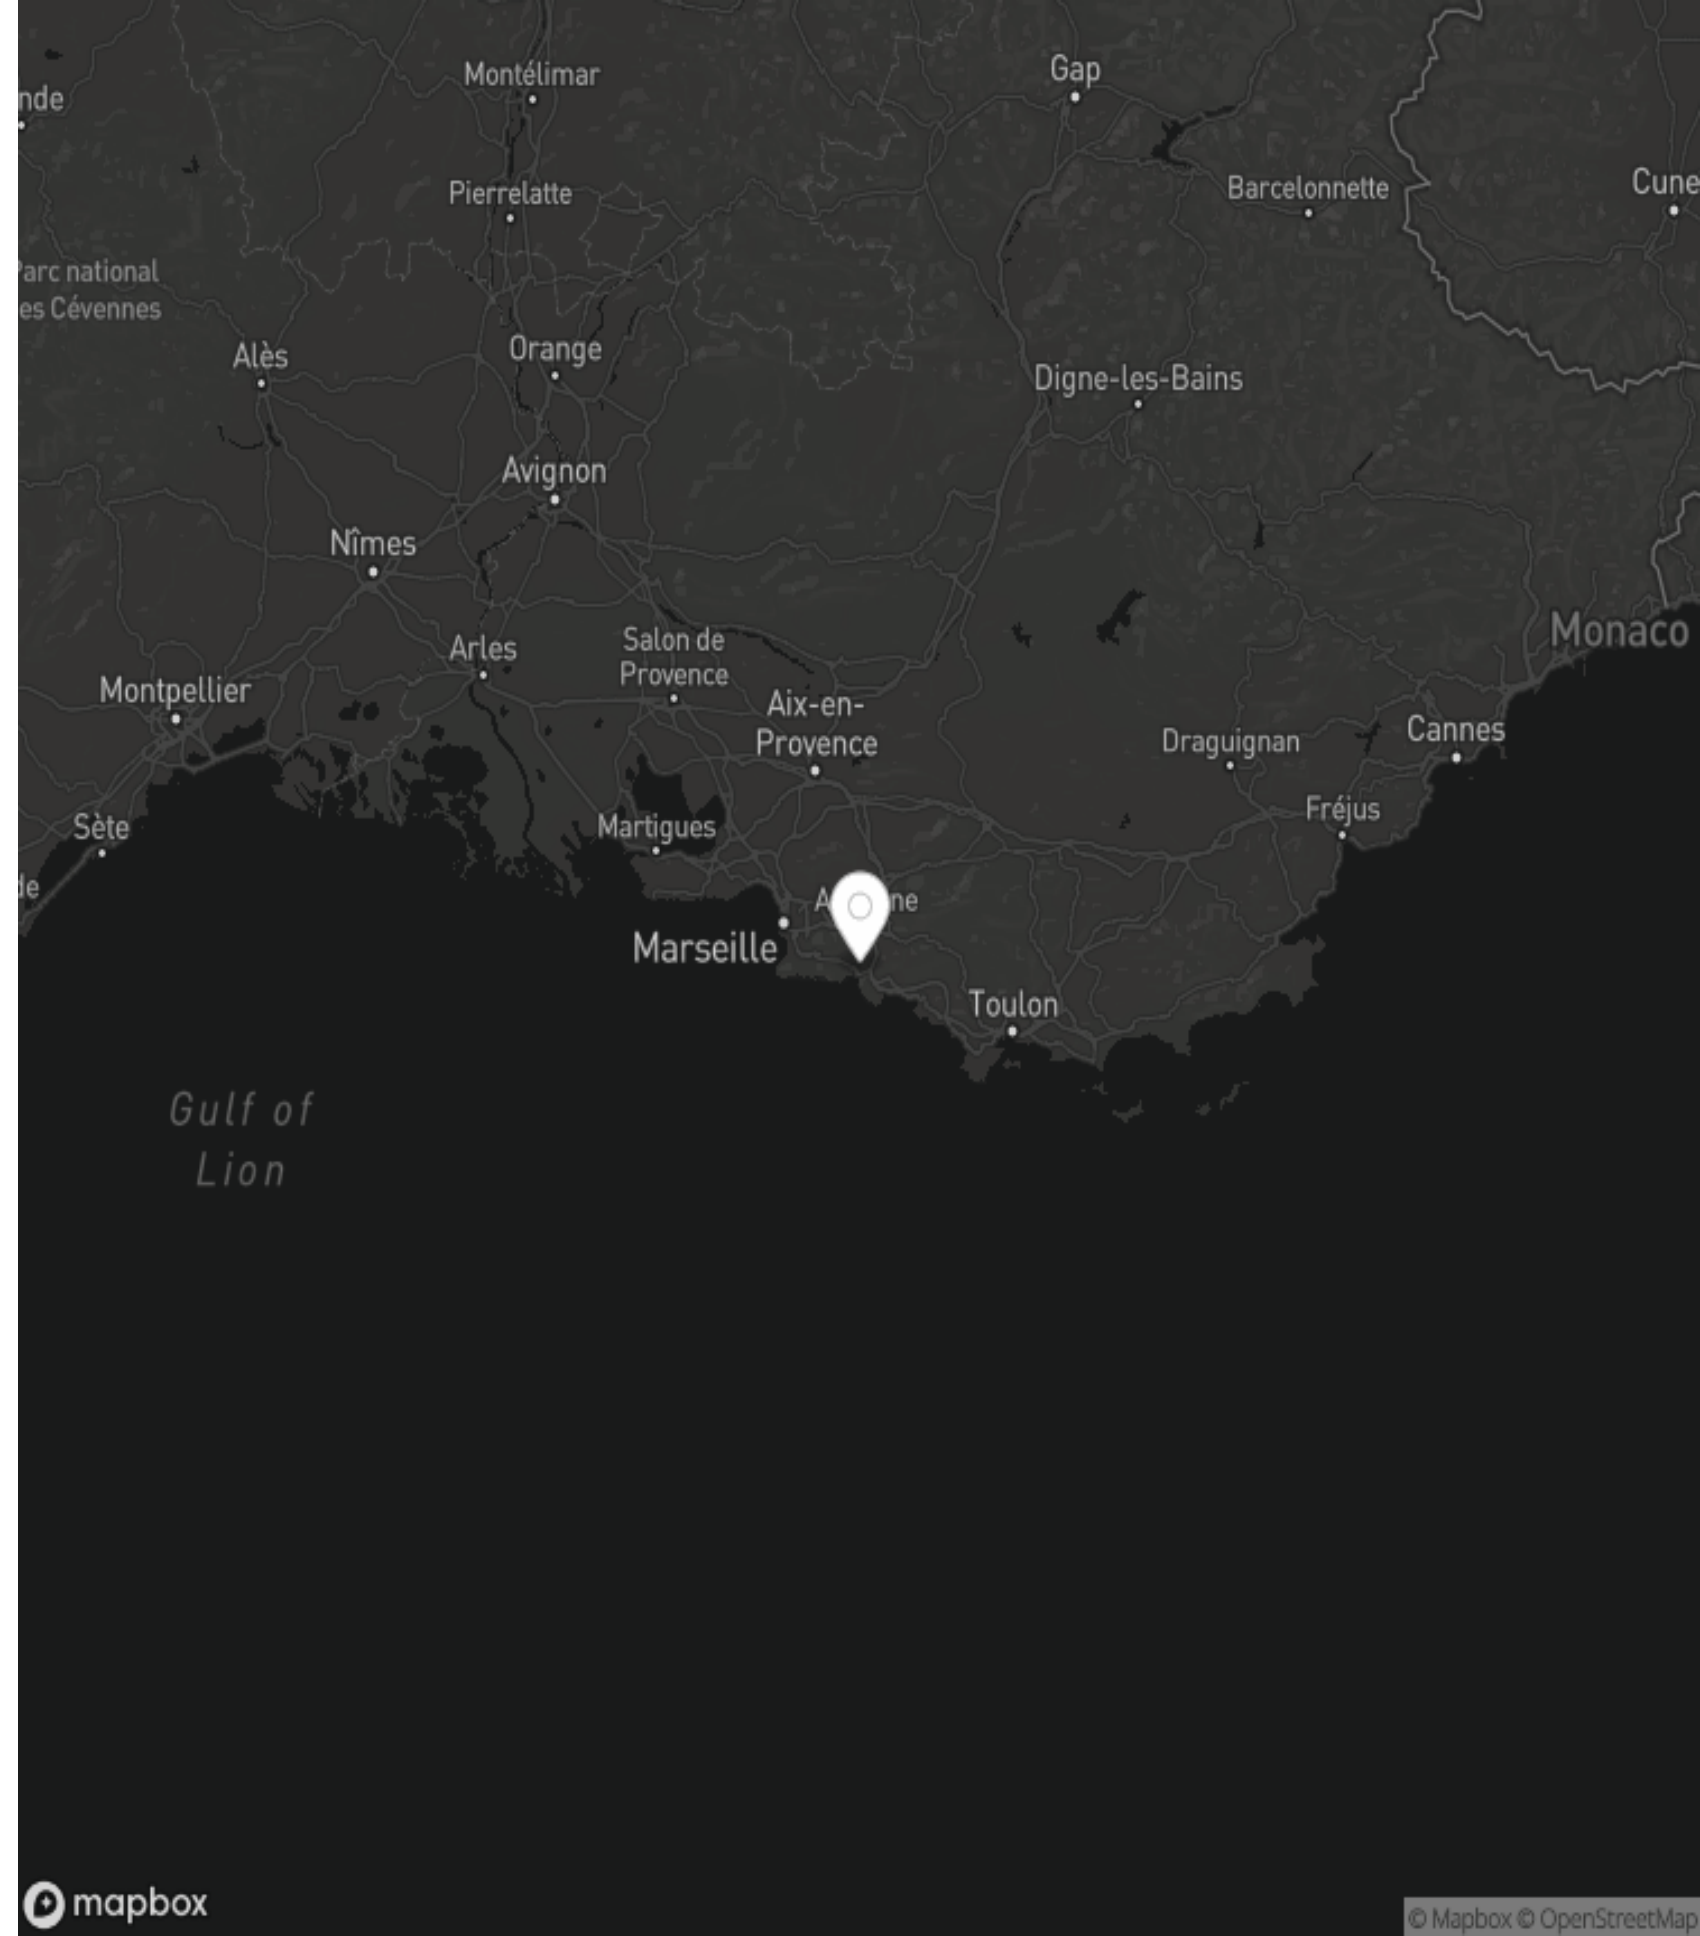 Montélimar
Gap
nde
Pierrelatte
Barcelonnette
Cune
Parc national
es Cévennes
Alès
Orange
Digne-les-Bains
Avignon
Nîmes
Arles
Salon de
Provence
Monaco
Montpellier
Aix-en-
Provence
Draguignan
Cannes
Sète
Martigues
Fréjus
de
A ne
Marseille
Toulon
Gulf of
Lion
mapbox
© Mapbox © OpenStreetMap